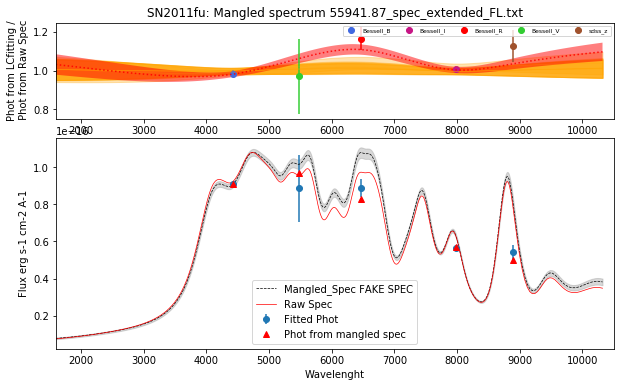 SN2011fu: Mangled spectrum 55941.87_spec_extended_FL.txt
Phot from LCfitting /
Phot from Raw Spec
1.2
1.0
0.8
Bessell_B
Bessell_I
Bessell_R
Bessell_V
sdss_z
2000 3000 4000 5000 6000 7000 8000 9000 10000
1e−16
Flux erg s-1 cm-2 A-1
1.0
0.8
0.6
0.4
0.2
Mangled_Spec FAKE SPEC
Raw Spec
Fitted Phot
Phot from mangled spec
2000 3000 4000 5000 6000 7000 8000 9000 10000
Wavelenght